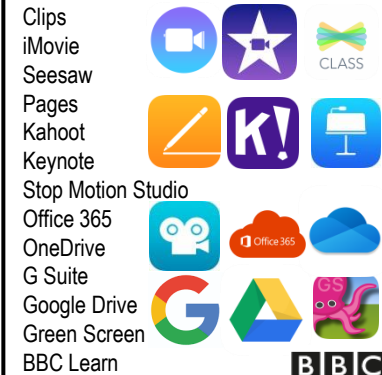 Clips
iMovie
Seesaw
CLASS
Pages
Kahoot
K!
Keynote
Stop Motion Studio
Office 365
Office 365
OneDrive
G Suite
G
Google Drive
GS
Green Screen
BBC Learn
BBC